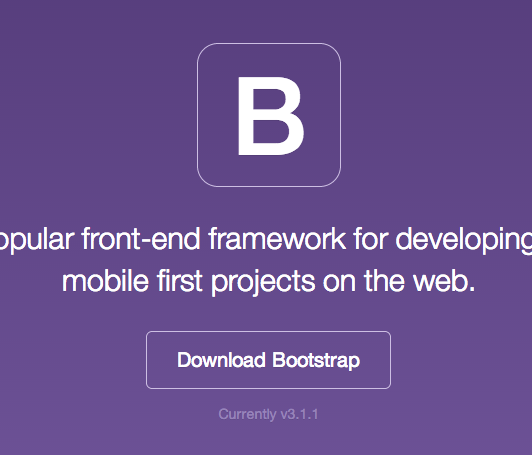 B
opular front-end framework for developing
mobile first projects on the web.
Download Bootstrap
Currently v3.1.1